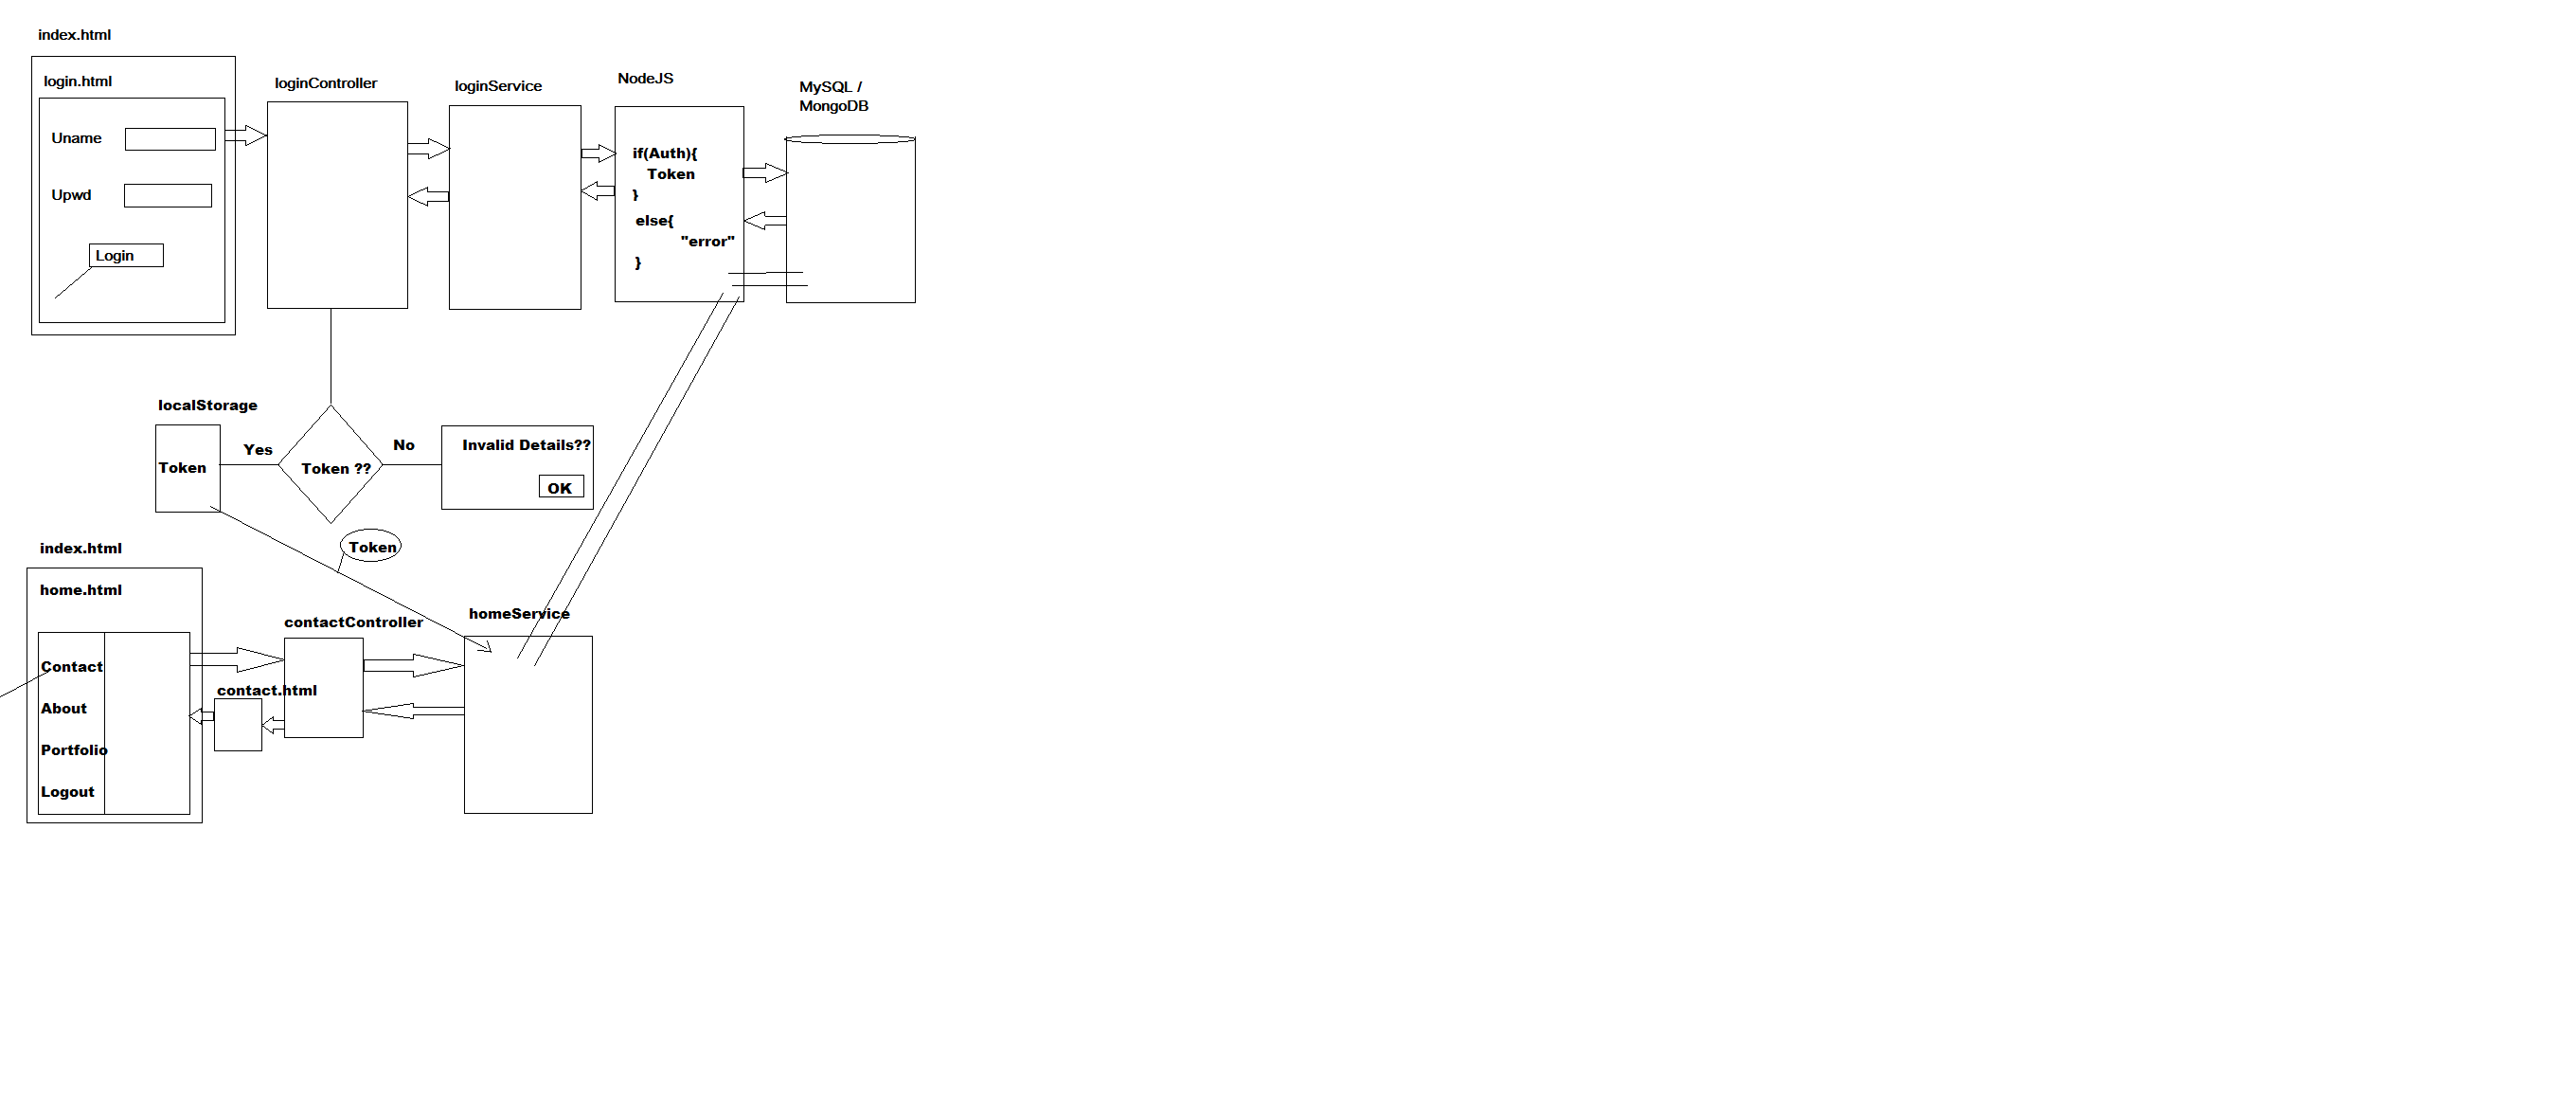 index.html
login.html
Uname
Upwd
Login
loginController
loginService
NodeJS
if(Auth){
Token
}
else{
"error"
}
MySQL /
MongoDB
localStorage
Token
Yes
Token ??
No
Invalid Details??
OK
Token
index.html
home.html
Contact
About
Portfolio
Logout
contactController
contact.html
homeService